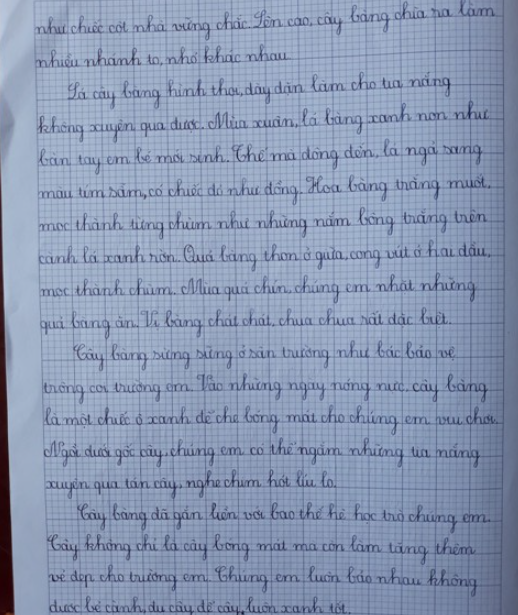 như chiếc cột nhà vững chắc. Lên cao, cây bàng chia ra làm
nhiều nhánh to, nhỏ khác nhau.
Lá cây bàng hình thoi, dày dặn làm cho tia nắng
không xuyên qua được. Mùa xuân, lá bàng xanh non như
bàn tay em bé mới sinh. Thế mà đông đến, lá ngả sang
màu tím sẫm, có chiếc đỏ như đồng. Hoa bàng trắng muốt,
mọc thành từng chùm như những nắm bông trắng trên
cành lá xanh non. Quả bàng thon ở giữa, cong vút ở hai đầu,
mọc thành chùm. Mùa quả chín, chúng em nhặt những
quả bàng ăn. Vị bàng chát chát, chua chua rất đặc biệt.
Cây bàng sừng sững ở sân trường như bác bảo vệ
trông coi trường em. Vào những ngày nóng nực, cây bàng
là một chiếc ô xanh để che bóng mát cho chúng em vui chơi.
Ngồi dưới gốc cây, chúng em có thể ngắm những tia nắng
xuyên qua tán cây, nghe chim hót líu lo.
Cây bàng đã gắn liền với bao thế hệ học trò chúng em.
Cây không chỉ là cây bóng mát mà còn làm tăng thêm
vẻ đẹp cho trường em. Chúng em luôn bảo nhau không
được bẻ cành, đu cây để cây luôn xanh tốt.